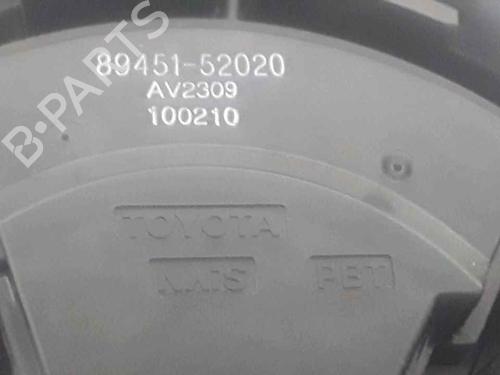 B-PARTS
89451-52020
AV2309
100210
TOYOTA
NAIS PBT